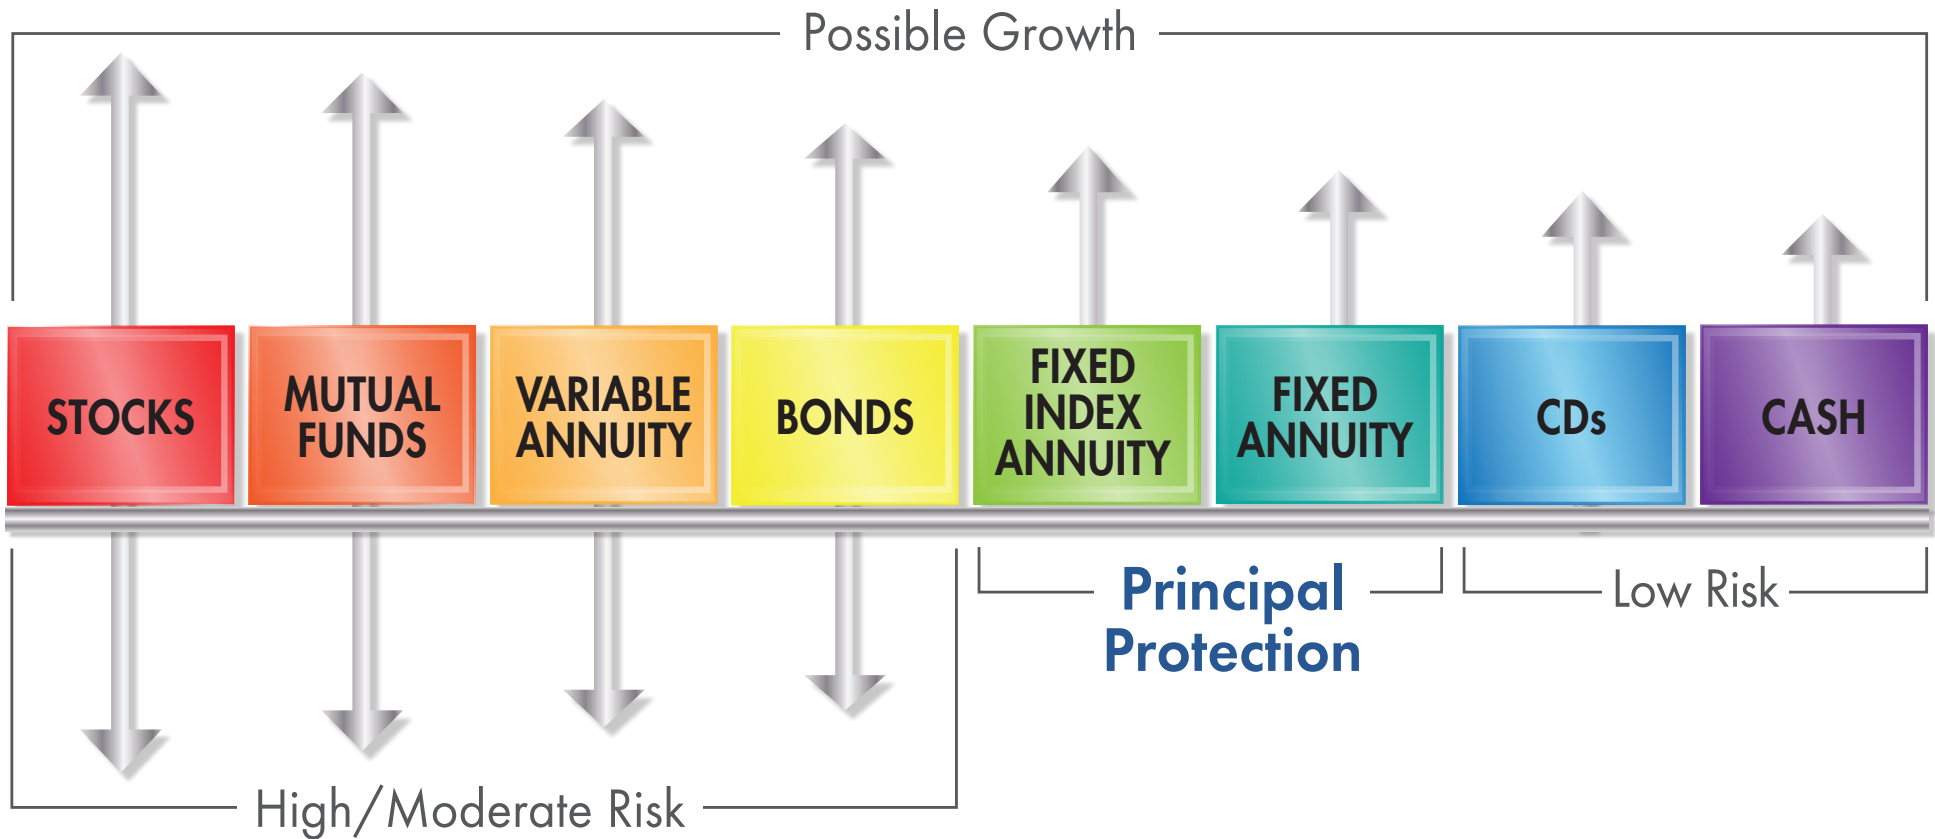 Possible Growth
STOCKS
MUTUAL
FUNDS
VARIABLE
ANNUITY
BONDS
FIXED
INDEX
ANNUITY
FIXED
ANNUITY
CDs
CASH
Principal
Protection
Low Risk
High/Moderate Risk